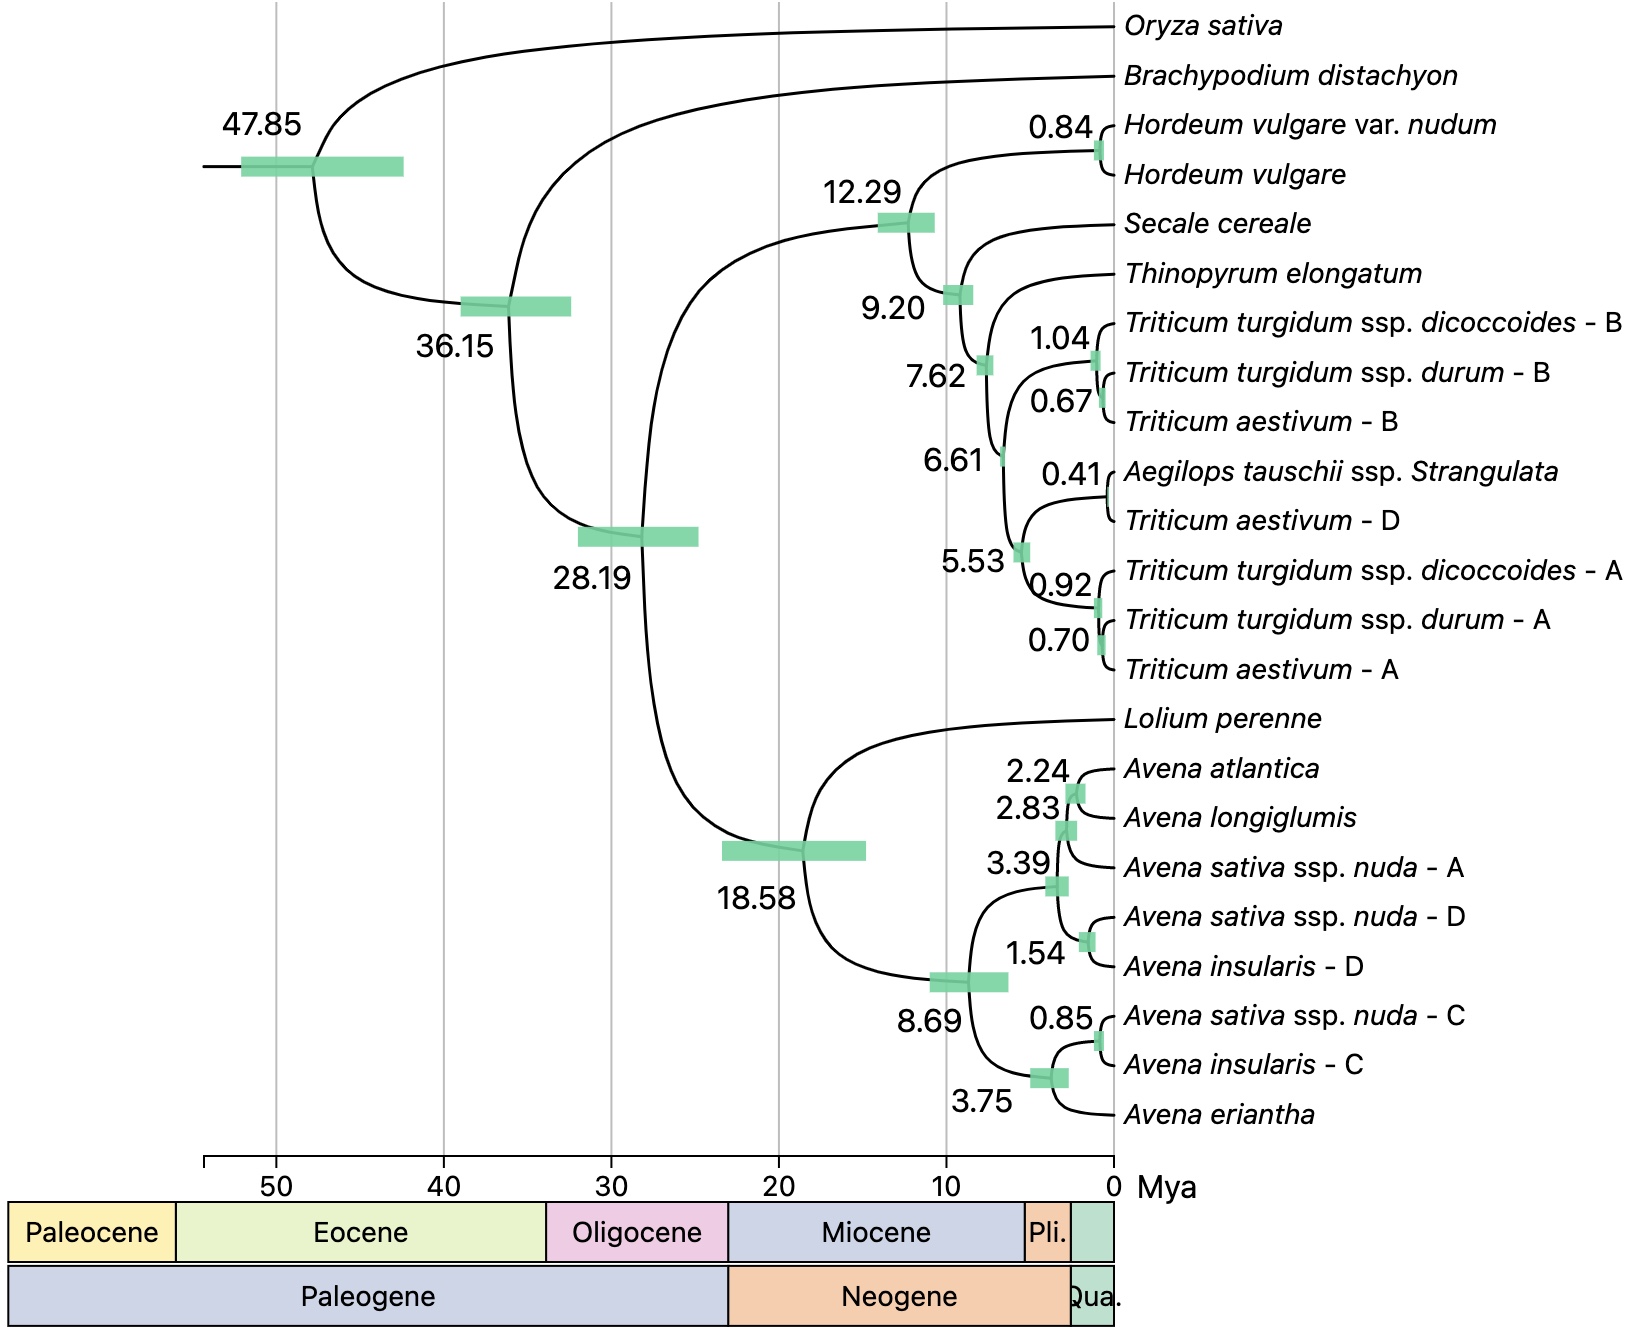 Oryza sativa
Brachypodium distachyon
47.85
0.84
Hordeum vulgare var. nudum
Hordeum vulgare
12.29
Secale cereale
Thinopyrum elongatum
9.20
1.04
Triticum turgidum ssp. dicoccoides - B
36.15
7.62
Triticum turgidum ssp. durum - B
0.67
Triticum aestivum - B
6.61
0.41
Aegilops tauschii ssp. Strangulata
Triticum aestivum - D
5.53
28.19
0.92
Triticum turgidum ssp. dicoccoides - A
Triticum turgidum ssp. durum - A
0.70
Triticum aestivum - A
Lolium perenne
2.24
Avena atlantica
2.83
Avena longiglumis
3.39
Avena sativa ssp. nuda - A
18.58
Avena sativa ssp. nuda - D
1.54
Avena insularis - D
8.69
0.85
Avena sativa ssp. nuda - C
Avena insularis - C
3.75
Avena eriantha
50 40 30 20 10 0 Mya
Paleocene Eocene Oligocene Miocene Pli.
Paleogene Neogene Qua.